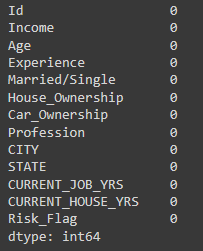 Id 0
Income 0
Age 0
Experience 0
Married/Single 0
House_Ownership 0
Car_Ownership 0
Profession 0
CITY 0
STATE 0
CURRENT_JOB_YRS 0
CURRENT_HOUSE_YRS 0
Risk_Flag 0
dtype: int64